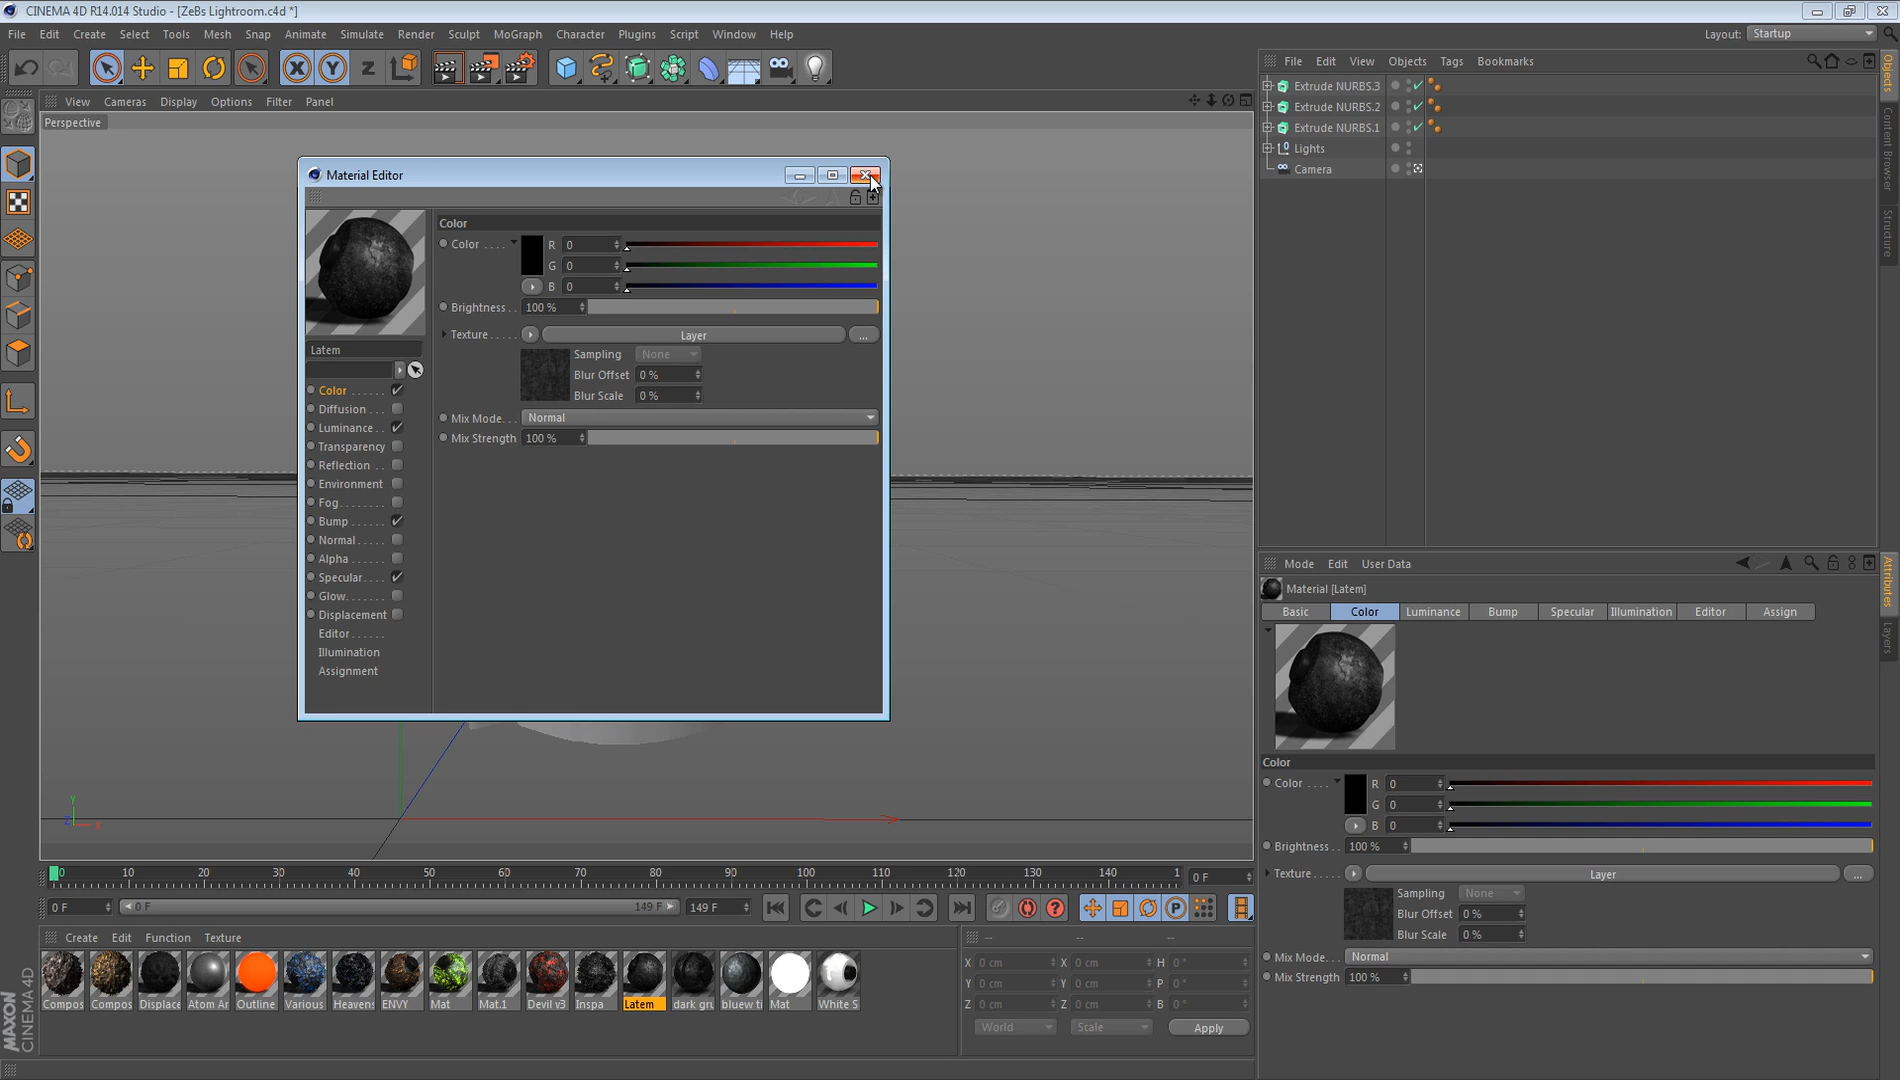 CINEMA 4D R14.014 Studio - [ZeBs Lightroom.c4d *]
File Edit Create Select Tools Mesh Snap Animate Simulate Render Sculpt MoGraph Character Plugins Script Window Help
Layout: Startup
File Edit View Objects Tags Bookmarks
View Cameras Display Options Filter Panel
Perspective
Extrude NURBS.3
Extrude NURBS.2
Extrude NURBS.1
Lights
Camera
Objects
Content Browser
Structure
Material Editor
Color
Color . . . . R 0
G 0
B 0
Brightness . . 100 %
Texture . . . . . Layer ...
Sampling None
Blur Offset 0 %
Blur Scale 0 %
Mix Mode. . . Normal
Mix Strength 100 %
Latem
Color . . . . . .
Diffusion . . .
Luminance . .
Transparency
Reflection . .
Environment
Fog. . . . . . . .
Bump . . . . . .
Normal . . . . .
Alpha . . . . . .
Specular. . . .
Glow. . . . . . .
Displacement
Editor . . . . . .
Illumination
Assignment
Mode Edit User Data
Material [Latem]
Basic Color Luminance Bump Specular Illumination Editor Assign
Attributes
Layers
Color
Color . . . . R 0
G 0
B 0
Brightness . . 100 %
Texture . . . . . Layer ...
Sampling None
Blur Offset 0 %
Blur Scale 0 %
Mix Mode. . . Normal
Mix Strength 100 %
Y
Z X
0 10 20 30 40 50 60 70 80 90 100 110 120 130 140 1 0 F
0 F 0 F 149 F 149 F
Create Edit Function Texture
Compos Compos Displace Atom Ar Outline Various Heavens ENVY Mat Mat.1 Devil v3 Inspa Latem dark gr bluew ti Mat White S
-- -- --
X 0 cm X 0 cm H 0 °
Y 0 cm Y 0 cm P 0 °
Z 0 cm Z 0 cm B 0 °
World Scale Apply
MAXON
CINEMA 4D